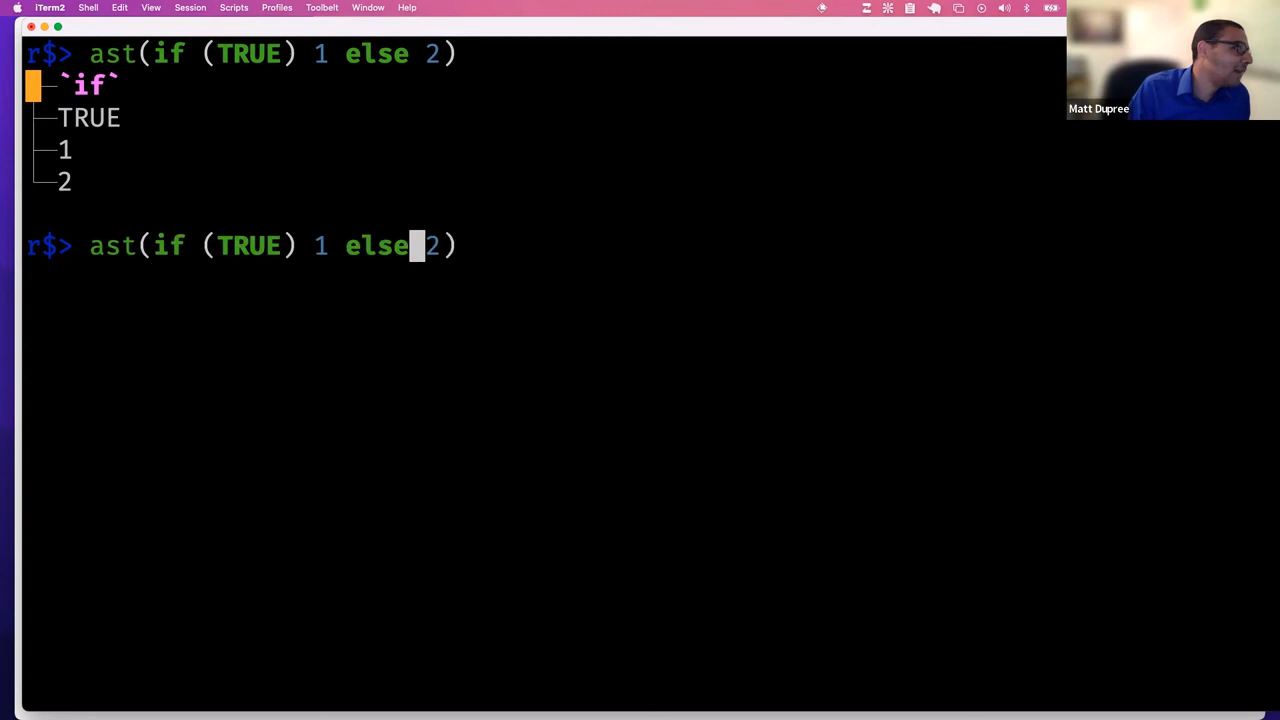 iTerm2 Shell Edit View Session Scripts Profiles Toolbelt Window Help
r$> ast(if (TRUE) 1 else 2)
`if`
TRUE
1
2
r$> ast(if (TRUE) 1 else 2)
Matt Dupree